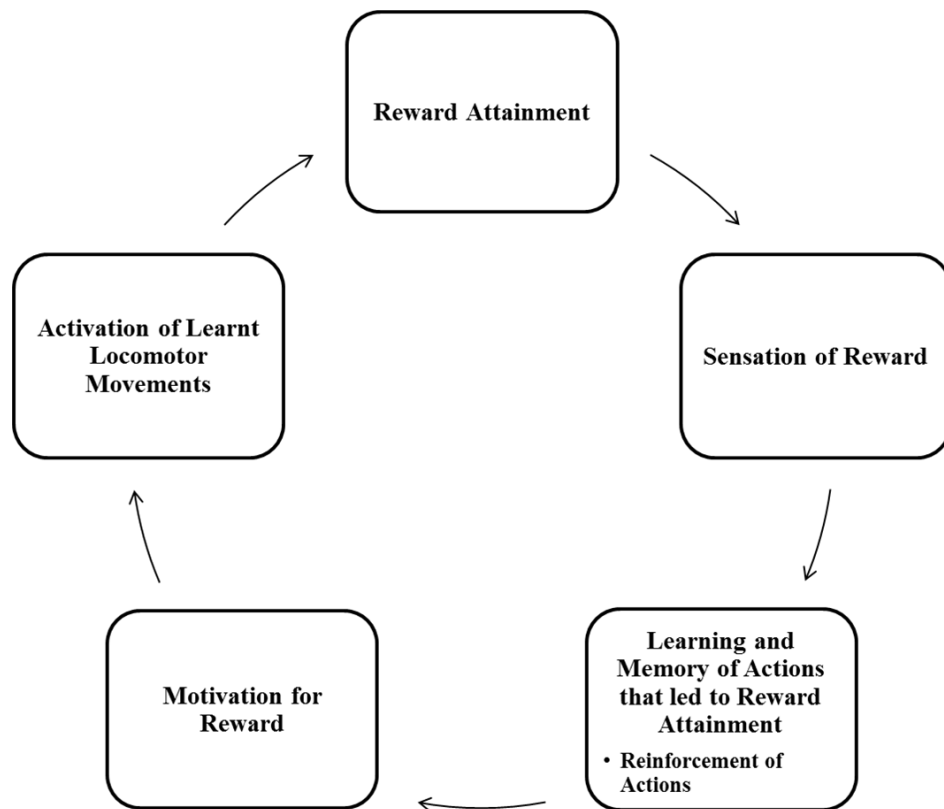 Reward Attainment
Sensation of Reward
Learning and
Memory of Actions
that led to Reward
Attainment
• Reinforcement of
Actions
Motivation for
Reward
Activation of Learnt
Locomotor
Movements